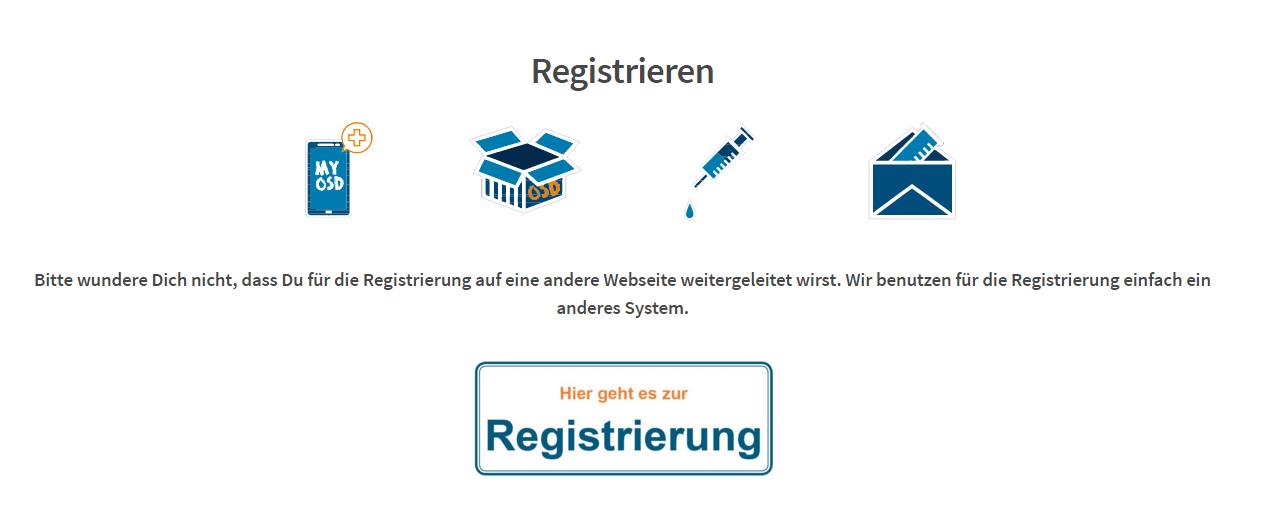 Registrieren
MY
OSD
OSD
Bitte wundere Dich nicht, dass Du für die Registrierung auf eine andere Webseite weitergeleitet wirst. Wir benutzen für die Registrierung einfach ein
anderes System.
Hier geht es zur
Registrierung